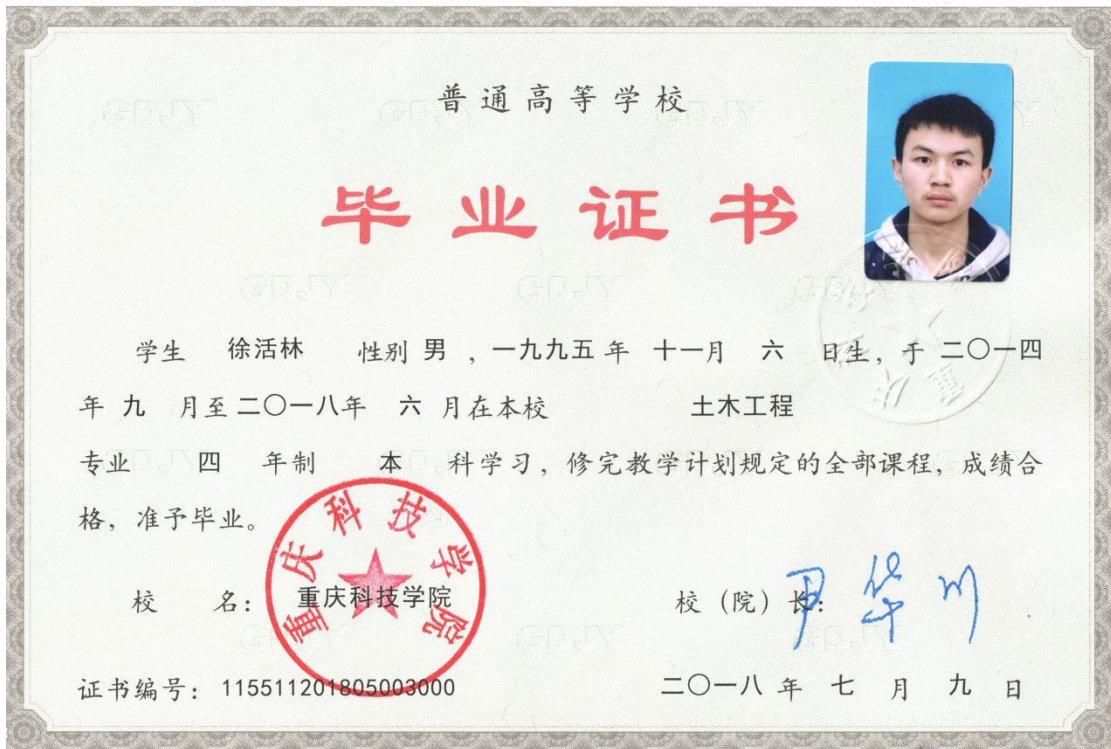 普通高等学校
毕业证书
学生 徐活林 性别 男 ，一九九五 年 十一月 六 日生，于 二〇一四
年 九 月至 二〇一八年 六 月在本校 土木工程
专业 四 年制 本 科学习，修完教学计划规定的全部课程，成绩合
格，准予毕业。
重庆科技学院
校 名： 重庆科技学院 校（院）长： 尹华川
证书编号： 115511201805003000 二〇一八 年 七 月 九 日